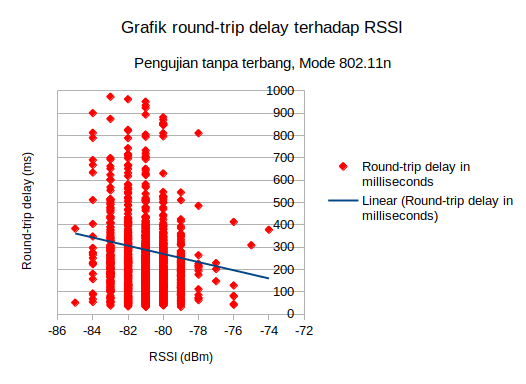 Grafik round-trip delay terhadap RSSI
Pengujian tanpa terbang, Mode 802.11n
Round-trip delay (ms)
1000
900
800
700
600
500
400
300
200
100
0
-86 -84 -82 -80 -78 -76 -74 -72
RSSI (dBm)
Round-trip delay in
milliseconds
Linear (Round-trip delay in
milliseconds)